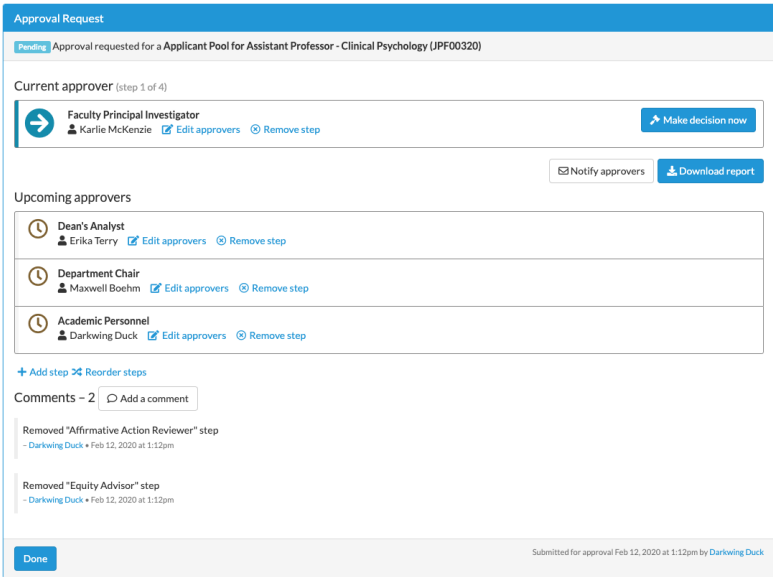 Approval Request
Pending Approval requested for a Applicant Pool for Assistant Professor - Clinical Psychology (JPF00320)
Current approver (step 1 of 4)
Faculty Principal Investigator
Karlie McKenzie Edit approvers Remove step
Make decision now
Notify approvers Download report
Upcoming approvers
Dean's Analyst
Erika Terry Edit approvers Remove step
Department Chair
Maxwell Boehm Edit approvers Remove step
Academic Personnel
Darkwing Duck Edit approvers Remove step
Add step Reorder steps
Comments – 2 Add a comment
Removed "Affirmative Action Reviewer" step
– Darkwing Duck • Feb 12, 2020 at 1:12pm
Removed "Equity Advisor" step
– Darkwing Duck • Feb 12, 2020 at 1:12pm
Done
Submitted for approval Feb 12, 2020 at 1:12pm by Darkwing Duck